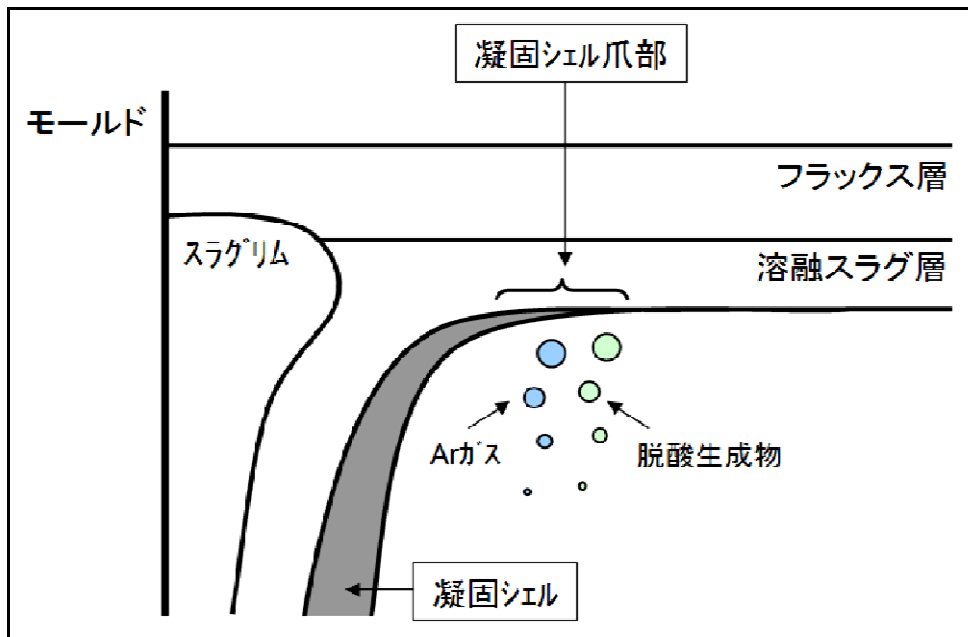 凝固シェル爪部
モールド
フラックス層
スラグリム
溶融スラグ層
Arガス
脱酸生成物
凝固シェル